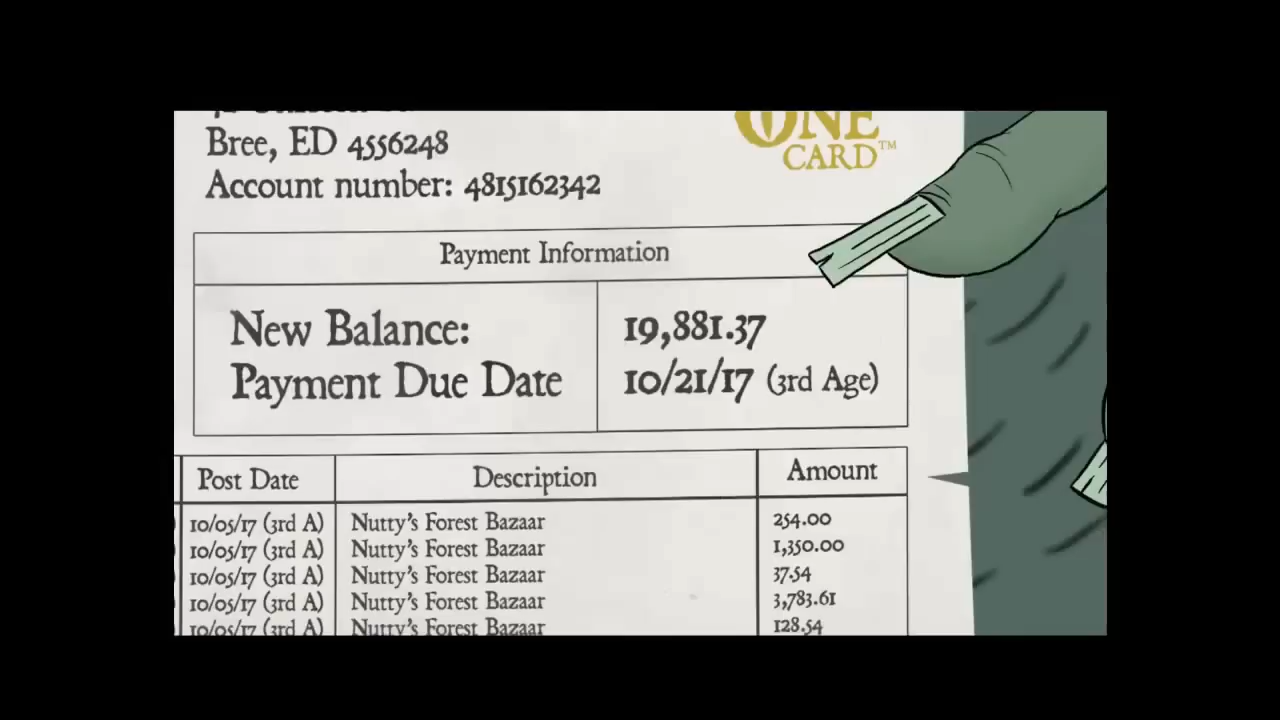 Bree, ED 4556248
Account number: 4815162342
ONE
CARD™
Payment Information
New Balance: 19,881.37
Payment Due Date 10/21/17 (3rd Age)
Post Date Description Amount
10/05/17 (3rd A) Nutty's Forest Bazaar 254.00
10/05/17 (3rd A) Nutty's Forest Bazaar 1,350.00
10/05/17 (3rd A) Nutty's Forest Bazaar 37.54
10/05/17 (3rd A) Nutty's Forest Bazaar 3,783.61
10/05/17 (3rd A) Nutty's Forest Bazaar 128.54